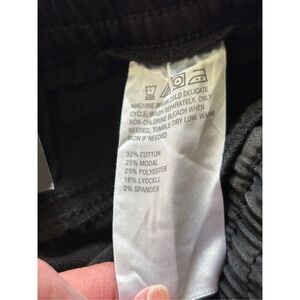 MACHINE WASH COLD DELICATE
CYCLE, WASH SEPARATELY, ONLY
NON-CHLORINE BLEACH WHEN
NEEDED, TUMBLE DRY LOW, WARM
IRON IF NEEDED
32% COTTON
25% MODAL
25% POLYESTER
16% LYOCELL
2% SPANDEX